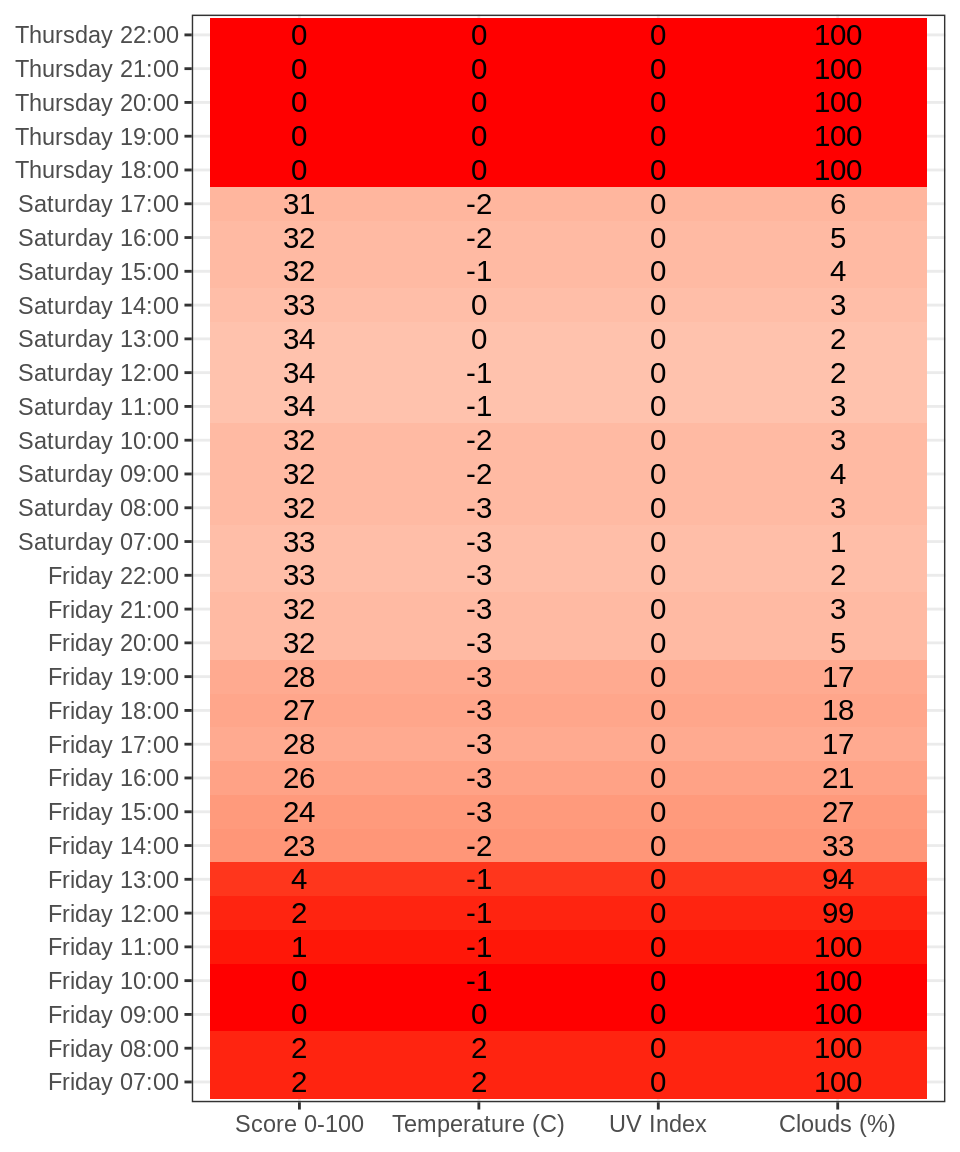 Thursday 22:00 0 0 0 100
Thursday 21:00 0 0 0 100
Thursday 20:00 0 0 0 100
Thursday 19:00 0 0 0 100
Thursday 18:00 0 0 0 100
Saturday 17:00 31 -2 0 6
Saturday 16:00 32 -2 0 5
Saturday 15:00 32 -1 0 4
Saturday 14:00 33 0 0 3
Saturday 13:00 34 0 0 2
Saturday 12:00 34 -1 0 2
Saturday 11:00 34 -1 0 3
Saturday 10:00 32 -2 0 3
Saturday 09:00 32 -2 0 4
Saturday 08:00 32 -3 0 3
Saturday 07:00 33 -3 0 1
Friday 22:00 33 -3 0 2
Friday 21:00 32 -3 0 3
Friday 20:00 32 -3 0 5
Friday 19:00 28 -3 0 17
Friday 18:00 27 -3 0 18
Friday 17:00 28 -3 0 17
Friday 16:00 26 -3 0 21
Friday 15:00 24 -3 0 27
Friday 14:00 23 -2 0 33
Friday 13:00 4 -1 0 94
Friday 12:00 2 -1 0 99
Friday 11:00 1 -1 0 100
Friday 10:00 0 -1 0 100
Friday 09:00 0 0 0 100
Friday 08:00 2 2 0 100
Friday 07:00 2 2 0 100
Score 0-100 Temperature (C) UV Index Clouds (%)